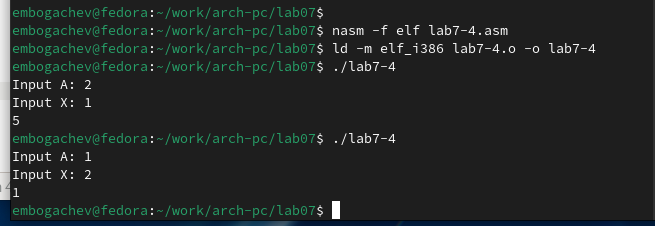 embogachev@fedora:~/work/arch-pc/lab07$
embogachev@fedora:~/work/arch-pc/lab07$ nasm -f elf lab7-4.asm
embogachev@fedora:~/work/arch-pc/lab07$ ld -m elf_i386 lab7-4.o -o lab7-4
embogachev@fedora:~/work/arch-pc/lab07$ ./lab7-4
Input A: 2
Input X: 1
5
embogachev@fedora:~/work/arch-pc/lab07$ ./lab7-4
Input A: 1
Input X: 2
1
embogachev@fedora:~/work/arch-pc/lab07$